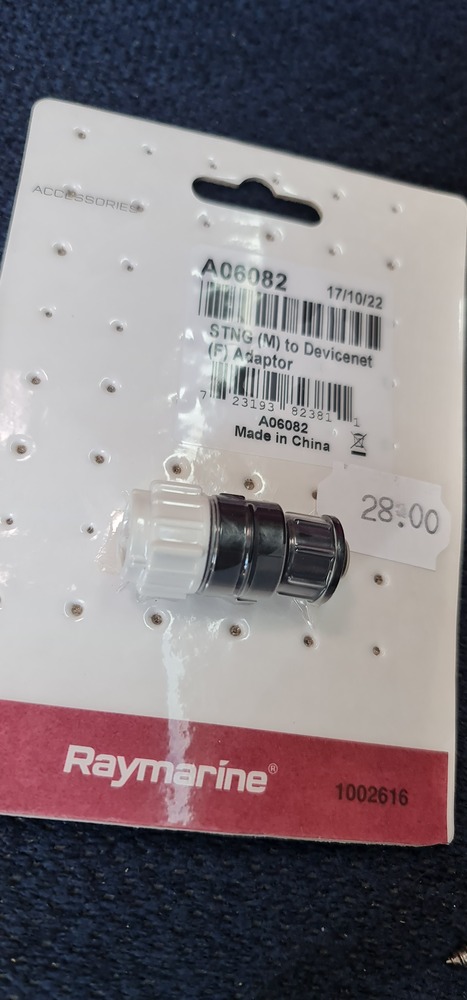 ACCESSORIES
A06082
17/10/22
STNG (M) to Devicenet
(F) Adaptor
7 23193 82381 1
A06082
Made in China
28.00
Raymarine®
1002616